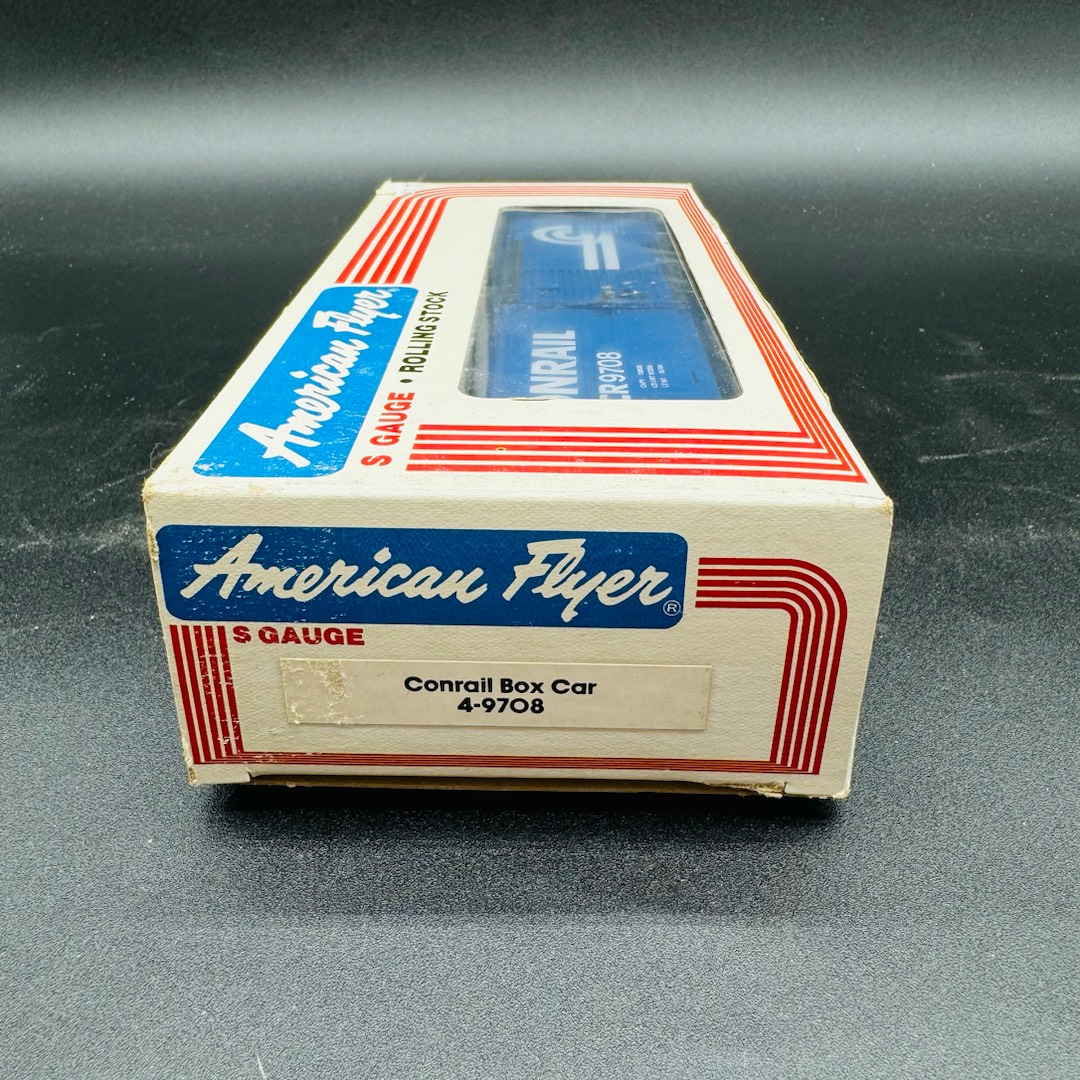 American Flyer®
S GAUGE • ROLLING STOCK
NRAIL
CR 9708
American Flyer®
S GAUGE
Conrail Box Car
4-9708